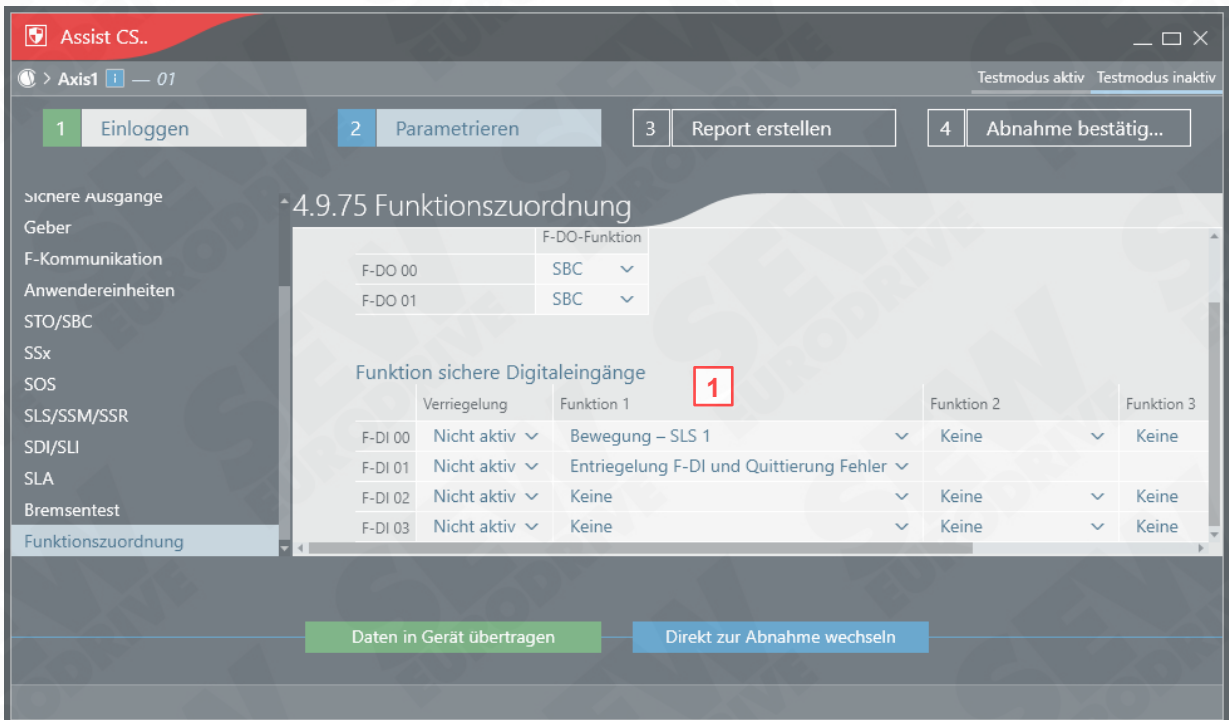 Assist CS..
Axis1 i — 01
Testmodus aktiv Testmodus inaktiv
1 Einloggen
2 Parametrieren
3 Report erstellen
4 Abnahme bestätig...
Sichere Ausgänge
Geber
F-Kommunikation
Anwendereinheiten
STO/SBC
SSx
SOS
SLS/SSM/SSR
SDI/SLI
SLA
Bremsentest
Funktionszuordnung
4.9.75 Funktionszuordnung
F-DO-Funktion
F-DO 00 SBC
F-DO 01 SBC
Funktion sichere Digitaleingänge
1
Verriegelung Funktion 1 Funktion 2 Funktion 3
F-DI 00 Nicht aktiv Bewegung – SLS 1 Keine Keine
F-DI 01 Nicht aktiv Entriegelung F-DI und Quittierung Fehler
F-DI 02 Nicht aktiv Keine Keine Keine
F-DI 03 Nicht aktiv Keine Keine Keine
Daten in Gerät übertragen
Direkt zur Abnahme wechseln
SEW
EURODRIVE